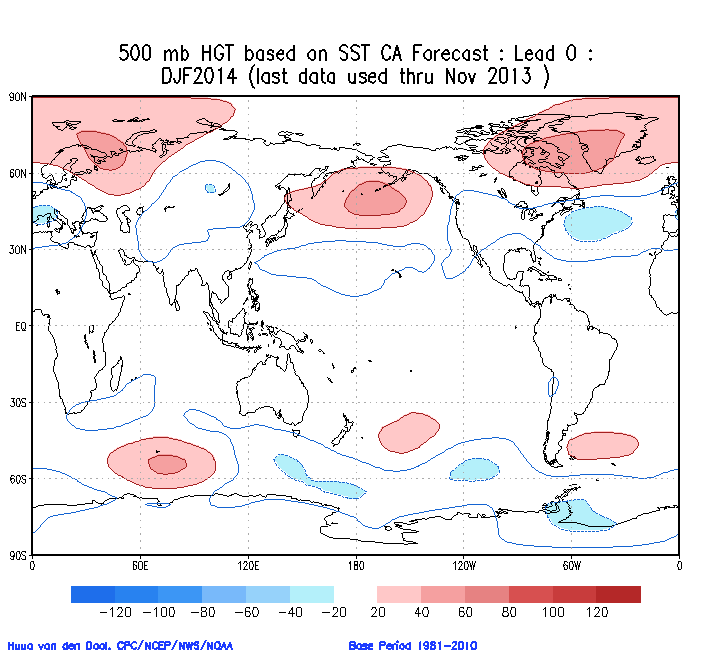 500 mb HGT based on SST CA Forecast : Lead 0 :
DJF2014 (last data used thru Nov 2013 )
90N
60N
30N
EQ
30S
60S
90S
0 60E 120E 180 120W 60W 0
-120 -100 -80 -60 -40 -20 20 40 60 80 100 120
Huug van den Dool, CPC/NCEP/NWS/NOAA Base Period 1981-2010